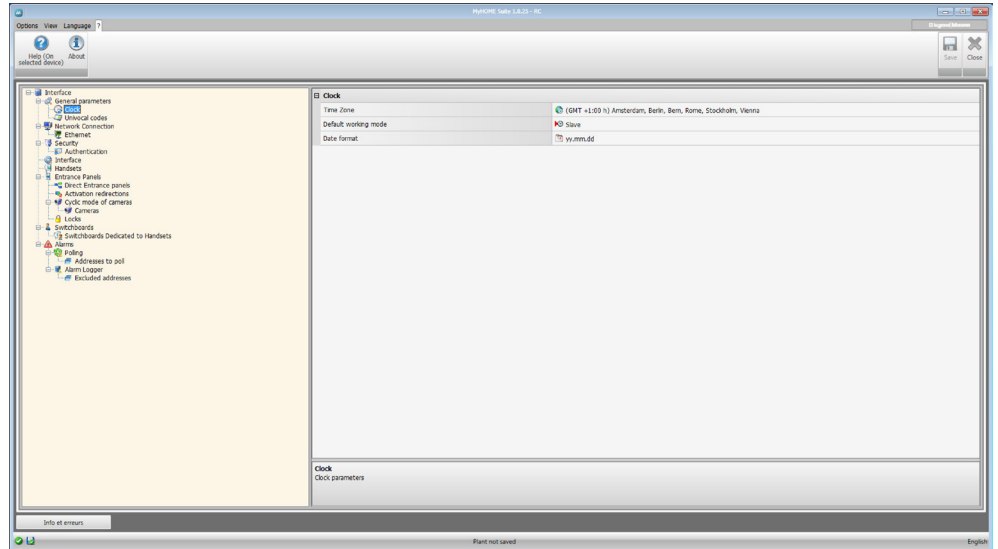 MyHOME Suite 3.8.25 - RC
Options View Language ?
Help (On selected device)
About
Save
Close
Interface
General parameters
Clock
Univocal codes
Network Connection
Ethernet
Security
Authentication
Interface
Handsets
Entrance Panels
Direct Entrance panels
Activation redirections
Cyclic mode of cameras
Cameras
Locks
Switchboards
Switchboards Dedicated to Handsets
Alarms
Poling
Addresses to poll
Alarm Logger
Excluded addresses
Clock
Time Zone (GMT +1:00 h) Amsterdam, Berlin, Bern, Rome, Stockholm, Vienna
Default working mode Slave
Date format yy.mm.dd
Clock
Clock parameters
Info et erreurs
Plant not saved
English